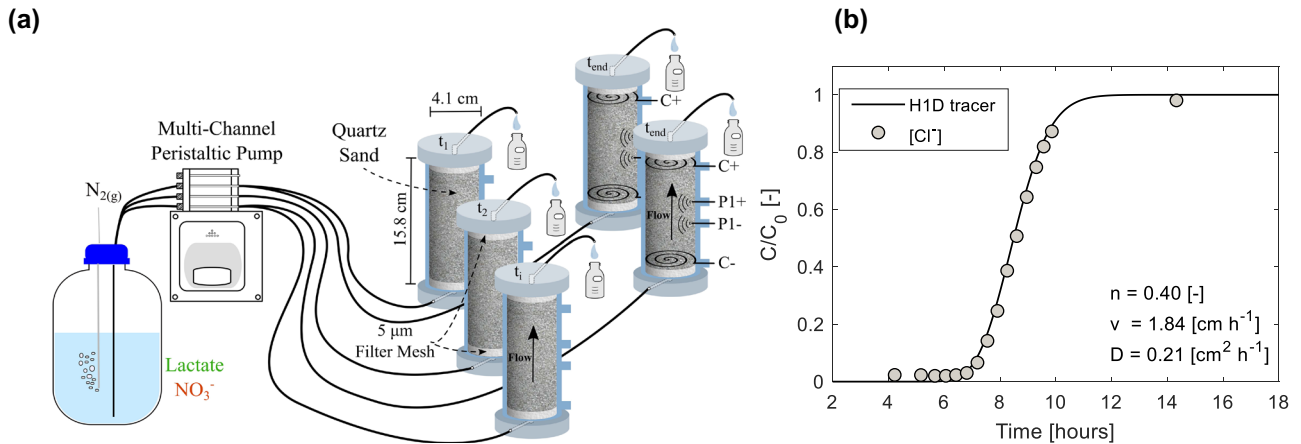 (a)
Multi-Channel
Peristaltic Pump
N2(g)
Lactate
NO3-
Quartz
Sand
4.1 cm
15.8 cm
5 μm
Filter Mesh
t1
t2
ti
Flow
tend
C+
tend
C+
P1+
P1-
C-
Flow
(b)
H1D tracer
[Cl-]
n = 0.40 [-]
v = 1.84 [cm h-1]
D = 0.21 [cm2 h-1]
C/C0 [-]
1
0.8
0.6
0.4
0.2
0
2 4 6 8 10 12 14 16 18
Time [hours]